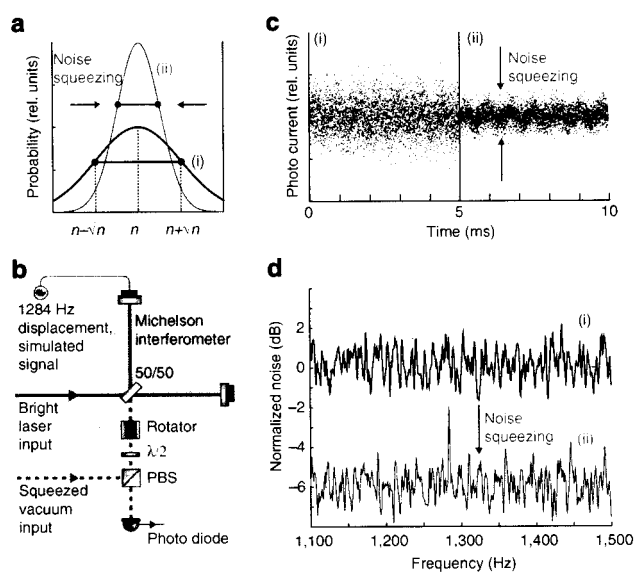 a
Probability (rel. units)
Noise
squeezing
(ii)
(i)
n–√n
n
n+√n
b
1284 Hz
displacement,
simulated
signal
Michelson
interferometer
50/50
Bright
laser
input
Rotator
λ/2
PBS
Squeezed
vacuum
input
Photo diode
c
Photo current (rel. units)
(i)
(ii)
Noise
squeezing
0
5
10
Time (ms)
d
Normalized noise (dB)
2
0
−2
−4
−6
(i)
Noise
squeezing
(ii)
1,100
1,200
1,300
1,400
1,500
Frequency (Hz)